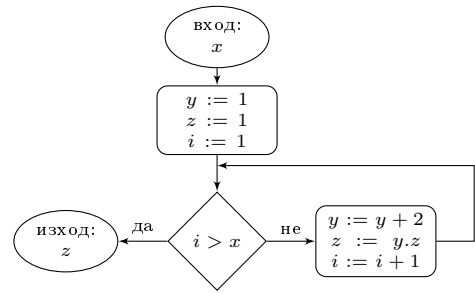 вход:
x
y := 1
z := 1
i := 1
i > x
да
не
изход:
z
y := y + 2
z := y.z
i := i + 1